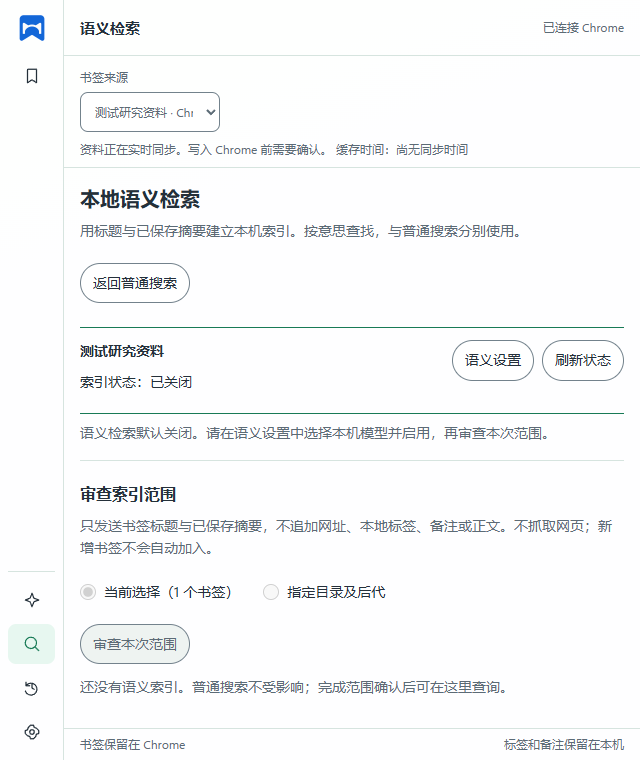 语义检索
已连接 Chrome
书签来源
测试研究资料 · Chr
资料正在实时同步。写入 Chrome 前需要确认。 缓存时间：尚无同步时间
本地语义检索
用标题与已保存摘要建立本机索引。按意思查找，与普通搜索分别使用。
返回普通搜索
测试研究资料
索引状态：已关闭
语义设置
刷新状态
语义检索默认关闭。请在语义设置中选择本机模型并启用，再审查本次范围。
审查索引范围
只发送书签标题与已保存摘要，不追加网址、本地标签、备注或正文。不抓取网页；新
增书签不会自动加入。
当前选择（1 个书签）
指定目录及后代
审查本次范围
还没有语义索引。普通搜索不受影响；完成范围确认后可在这里查询。
书签保留在 Chrome
标签和备注保留在本机